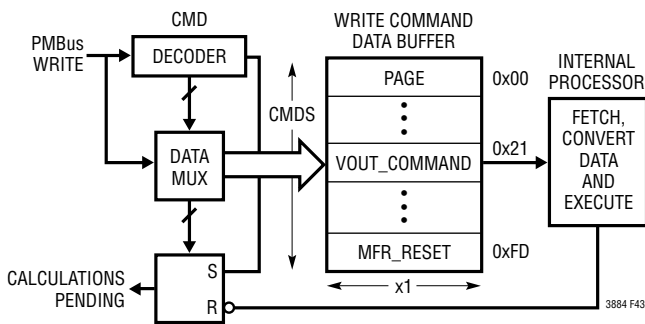 CMD
WRITE COMMAND
DATA BUFFER
PMBus
WRITE
DECODER
INTERNAL
PROCESSOR
PAGE
0x00
CMDS
FETCH,
CONVERT
DATA
AND
EXECUTE
DATA
MUX
VOUT_COMMAND
0x21
S
MFR_RESET
0xFD
CALCULATIONS
PENDING
R
x1
3884 F43